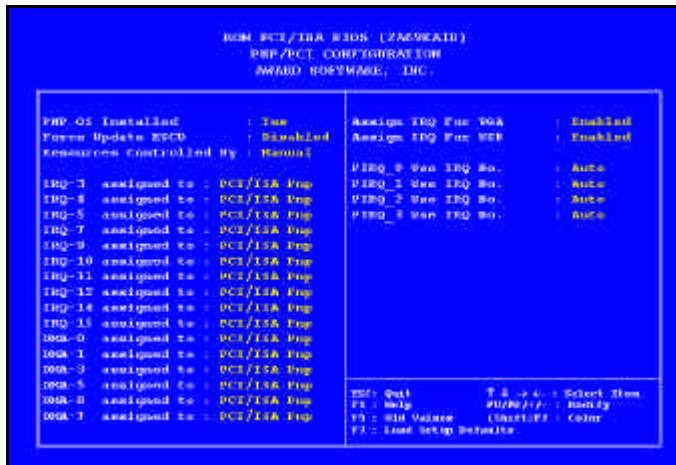 ROM PCI/ISA BIOS
PNP/PCI CONFIGURATION
AWARD SOFTWARE, INC.
PNP OS Installed : Yes
Force Update ESCD : Disabled
Resources Controlled By : Manual
IRQ-3 assigned to : PCI/ISA PnP
IRQ-4 assigned to : PCI/ISA PnP
IRQ-5 assigned to : PCI/ISA PnP
IRQ-7 assigned to : PCI/ISA PnP
IRQ-9 assigned to : PCI/ISA PnP
IRQ-10 assigned to : PCI/ISA PnP
IRQ-11 assigned to : PCI/ISA PnP
IRQ-12 assigned to : PCI/ISA PnP
IRQ-14 assigned to : PCI/ISA PnP
IRQ-15 assigned to : PCI/ISA PnP
DMA-0 assigned to : PCI/ISA PnP
DMA-1 assigned to : PCI/ISA PnP
DMA-3 assigned to : PCI/ISA PnP
DMA-5 assigned to : PCI/ISA PnP
assigned to : PCI/ISA PnP
DMA-7 assigned to : PCI/ISA PnP
Assign IRQ For VGA : Enabled
Assign IRQ For USB : Enabled
PIRQ_0 Use IRQ No. : Auto
PIRQ_1 Use IRQ No. : Auto
PIRQ_2 Use IRQ No. : Auto
PIRQ_3 Use IRQ No. : Auto
ESC: Quit ↑ ↓ → ← : Select Item
F1 : Help PU/PD/+/- : Modify
F5 : Old Values (Shift)F2 : Color
F7 : Load Setup Defaults